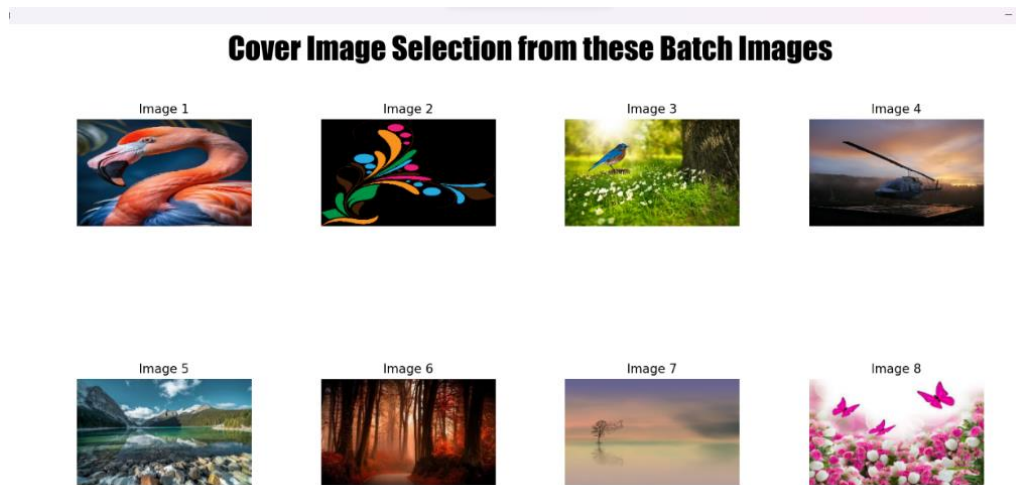 Cover Image Selection from these Batch Images
Image 1
Image 2
Image 3
Image 4
Image 5
Image 6
Image 7
Image 8